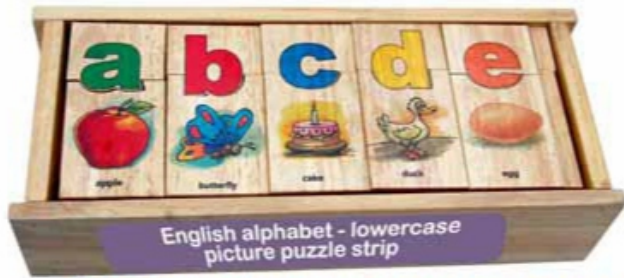 a b c d e
apple butterfly cake duck egg
English alphabet - lowercase
picture puzzle strip